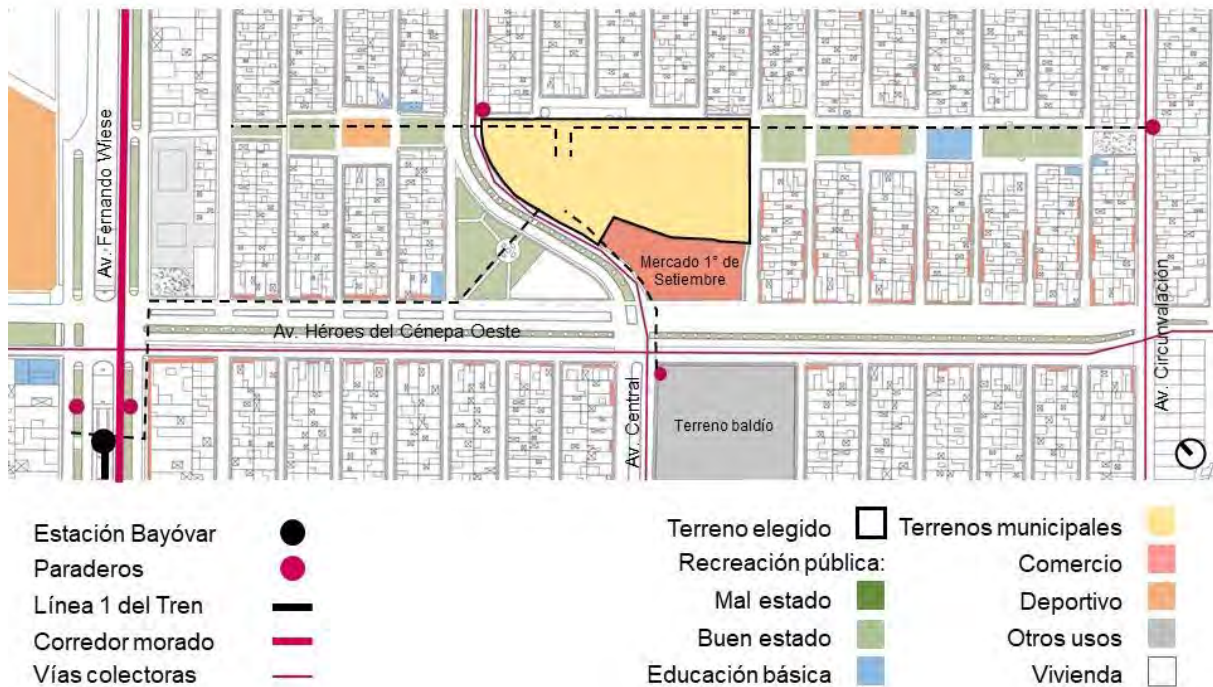 Av. Fernando Wiese
Mercado 1° de
Setiembre
Av. Héroes del Cénepa Oeste
Av. Central
Terreno baldío
Av. Circunvalación
Estación Bayóvar
Paraderos
Línea 1 del Tren
Corredor morado
Vías colectoras
Terreno elegido
Recreación pública:
Mal estado
Buen estado
Educación básica
Terrenos municipales
Comercio
Deportivo
Otros usos
Vivienda